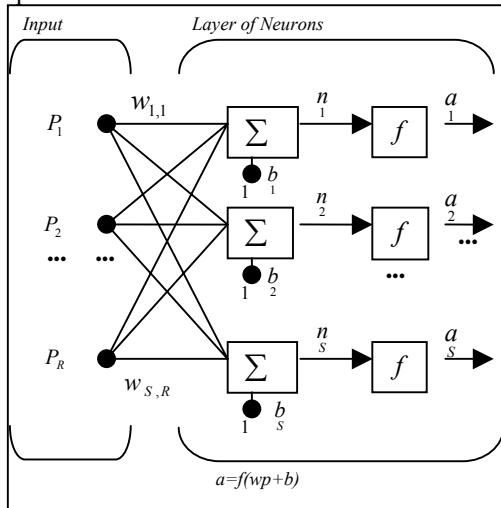 Input Layer of Neurons
w1,1 n1 a1
P1 Σ f
1 b1
n2 a2
P2 Σ f
... ... ... ...
1 b2
nS aS
PR Σ f
wS,R
1 bS
a=f(wp+b)